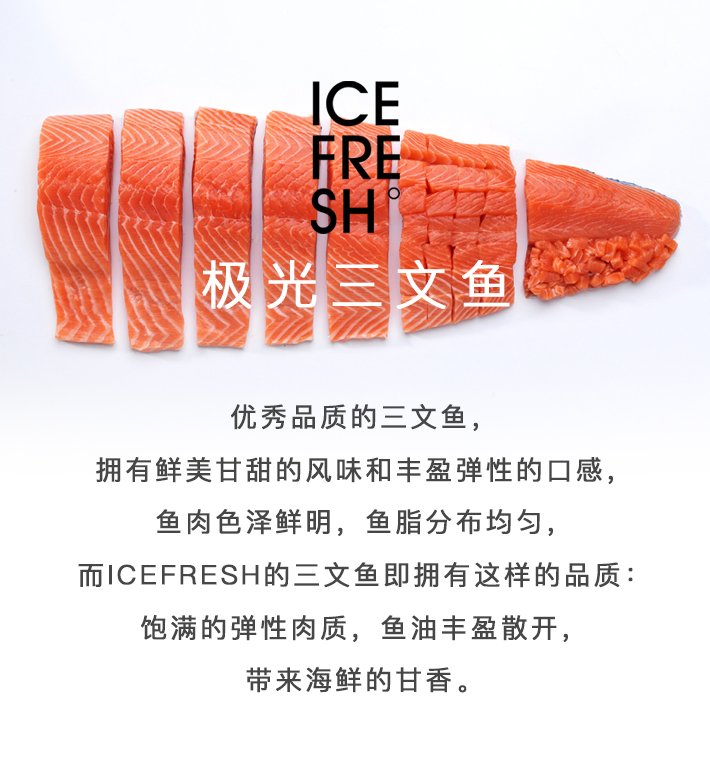 ICE
FRE
SH°
极光三文鱼
优秀品质的三文鱼，
拥有鲜美甘甜的风味和丰盈弹性的口感，
鱼肉色泽鲜明，鱼脂分布均匀，
而ICEFRESH的三文鱼即拥有这样的品质：
饱满的弹性肉质，鱼油丰盈散开，
带来海鲜的甘香。